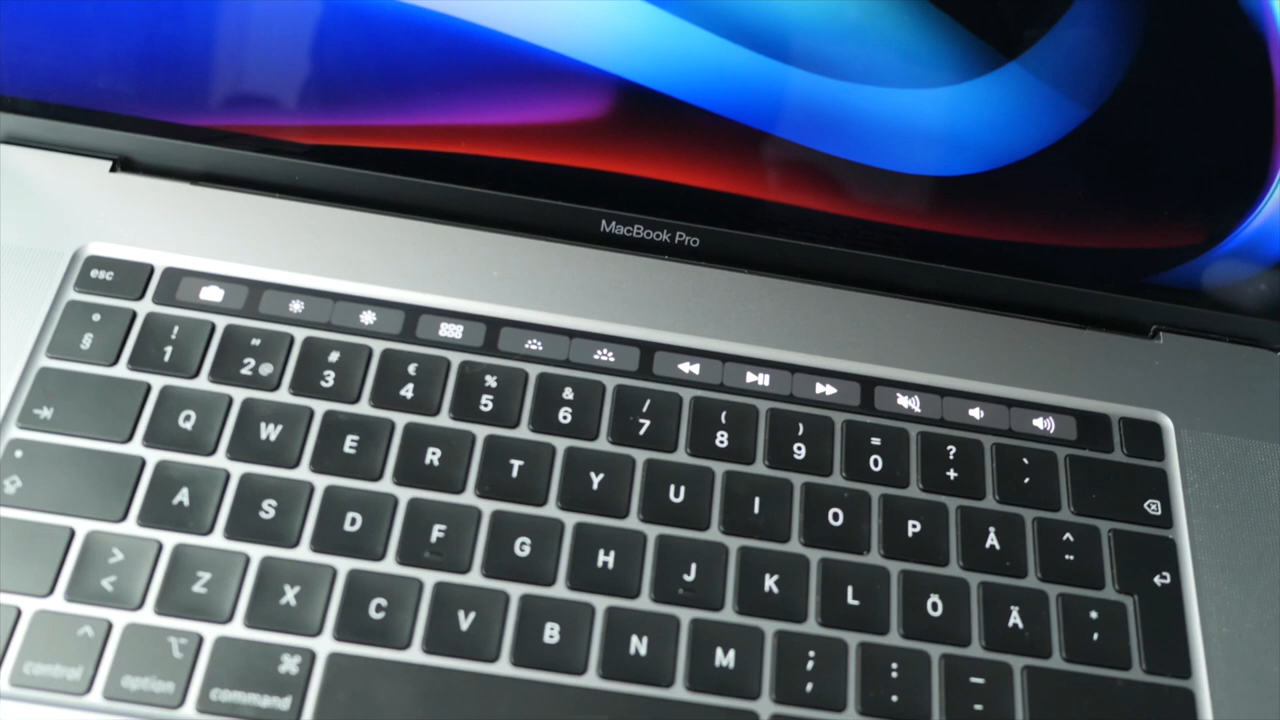 MacBook Pro
esc
° ! " # € % & / ( ) = ? `
§ 1 2 @ 3 4 5 6 7 8 9 0 + ´
Q W E R T Y U I O P Å ^ ¨
A S D F G H J K L Ö Ä * '
> < Z X C V B N M ; , : . _ -
control option command